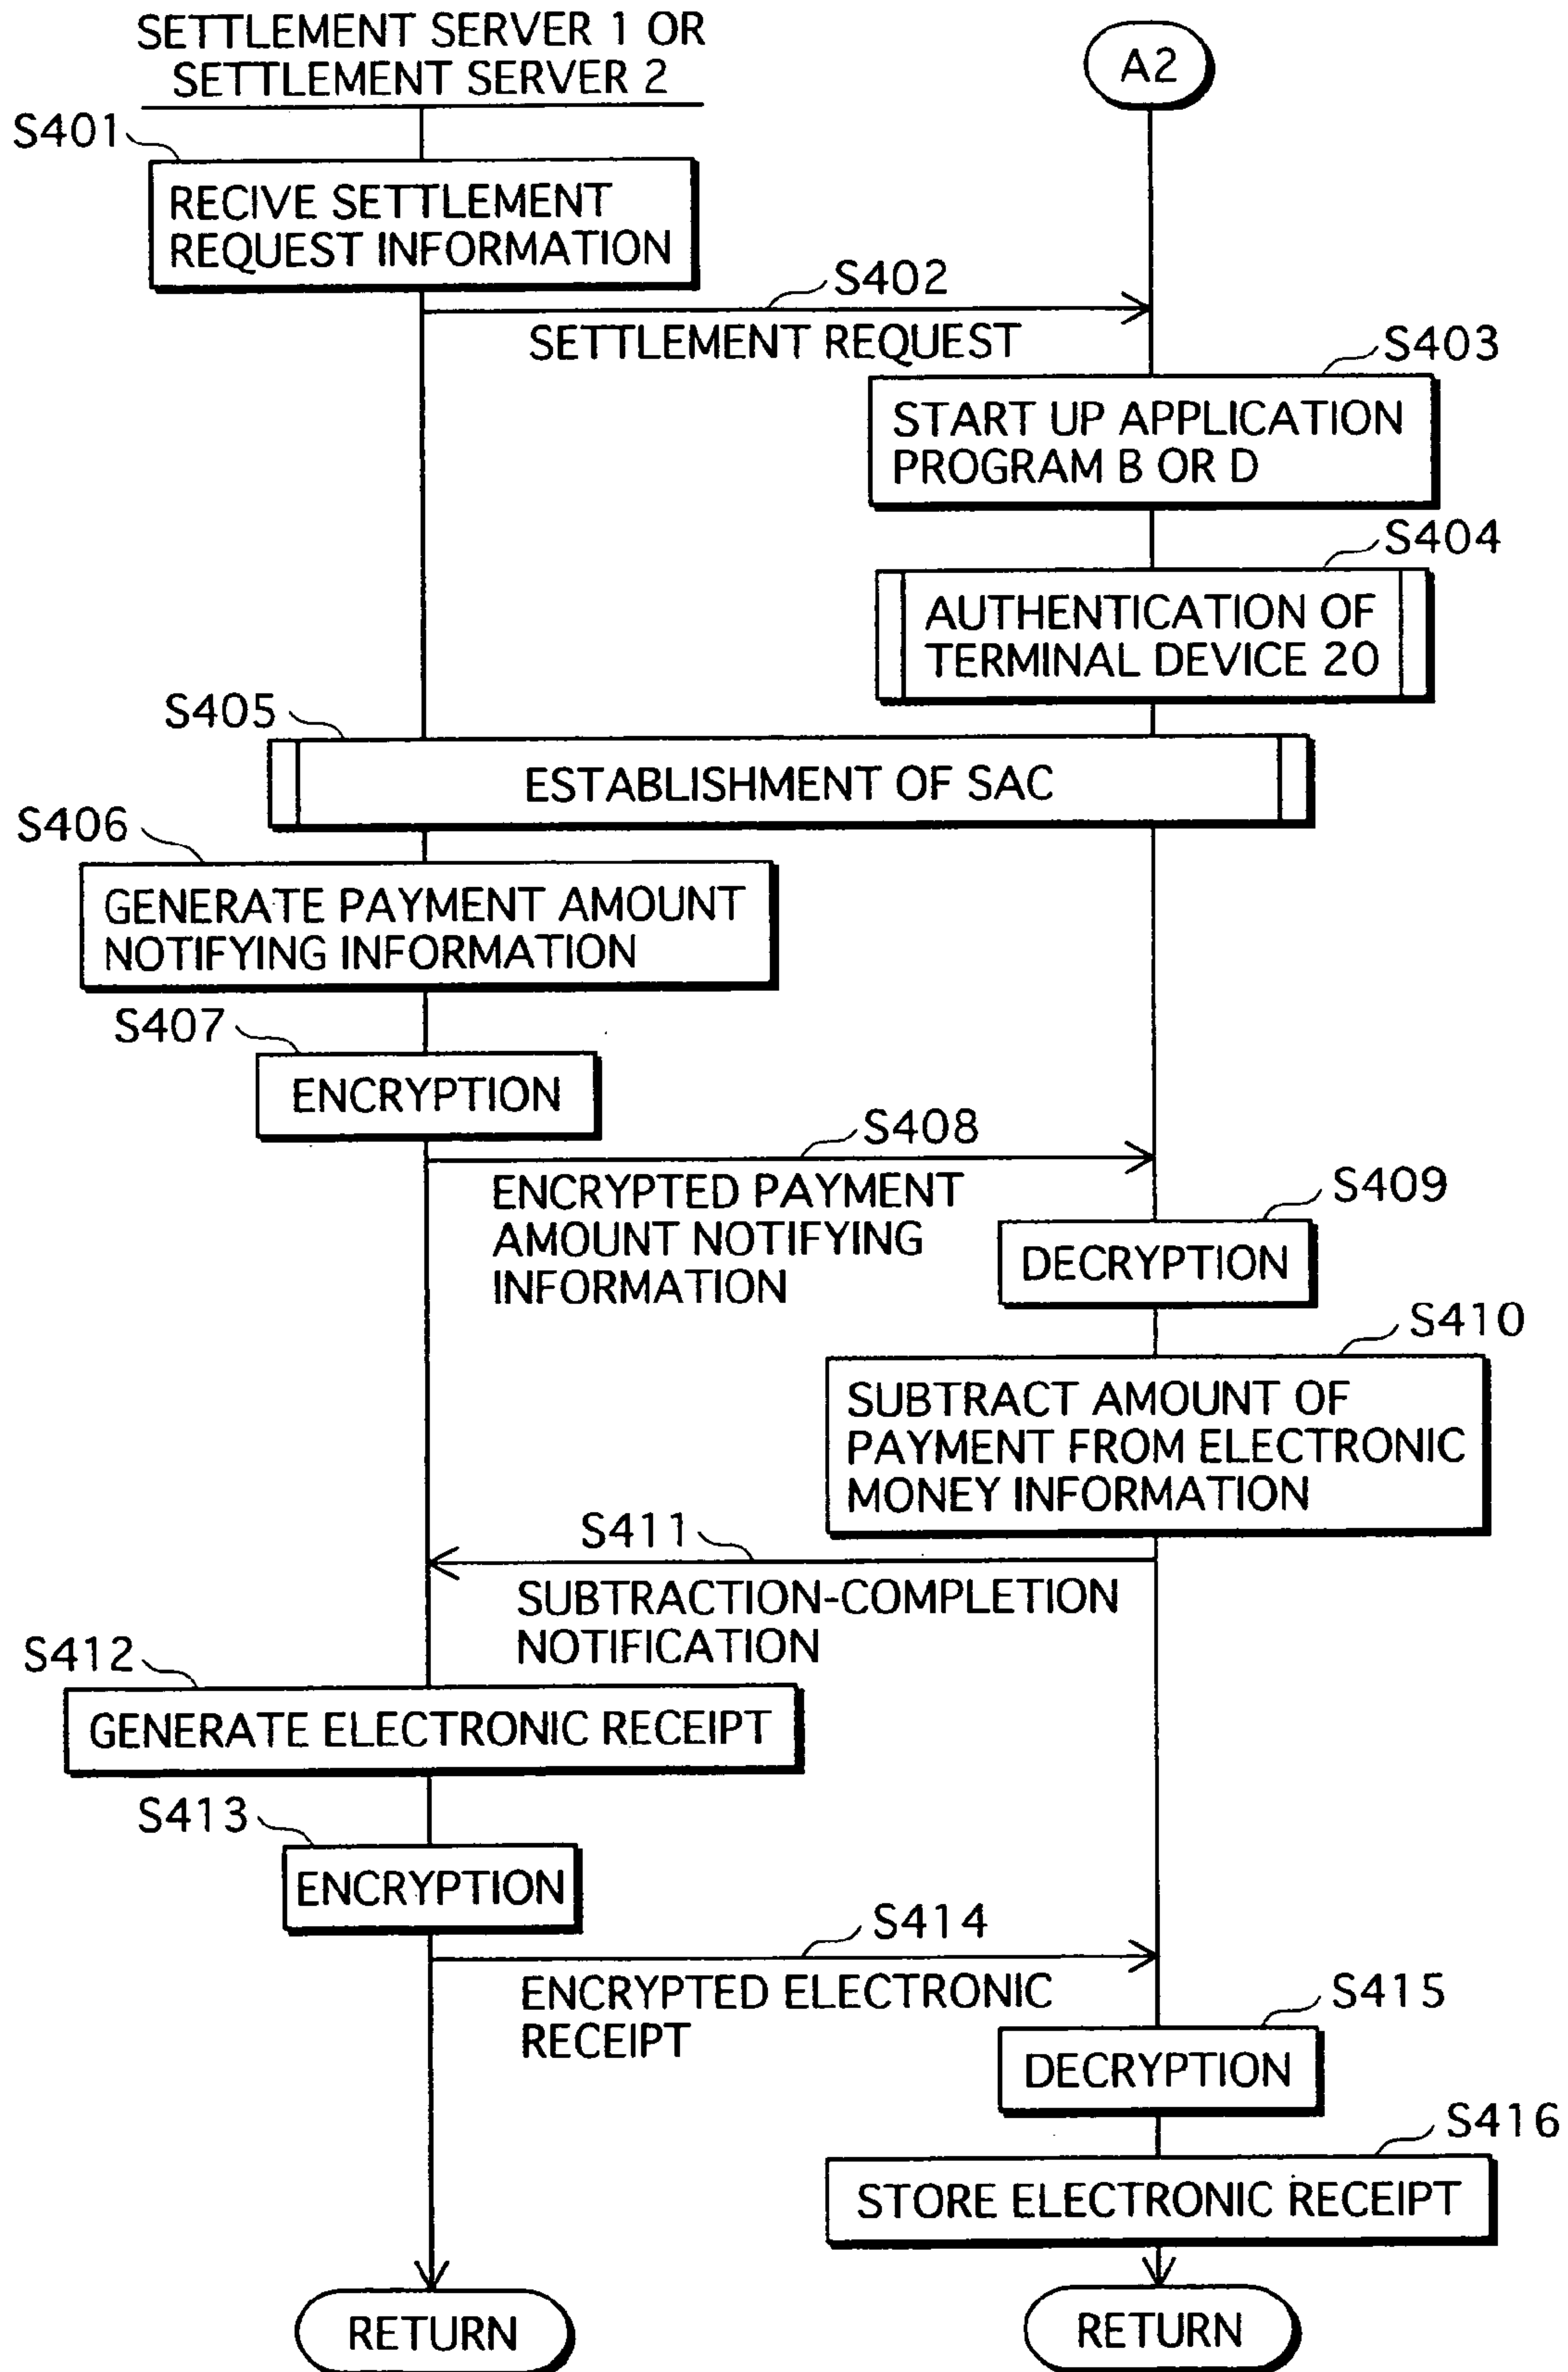 SETTLEMENT SERVER 1 OR
SETTLEMENT SERVER 2
A2
S401
RECIVE SETTLEMENT
REQUEST INFORMATION
S402
SETTLEMENT REQUEST
S403
START UP APPLICATION
PROGRAM B OR D
S404
AUTHENTICATION OF
TERMINAL DEVICE 20
S405
ESTABLISHMENT OF SAC
S406
GENERATE PAYMENT AMOUNT
NOTIFYING INFORMATION
S407
ENCRYPTION
S408
ENCRYPTED PAYMENT
AMOUNT NOTIFYING
INFORMATION
S409
DECRYPTION
S410
SUBTRACT AMOUNT OF
PAYMENT FROM ELECTRONIC
MONEY INFORMATION
S411
SUBTRACTION-COMPLETION
NOTIFICATION
S412
GENERATE ELECTRONIC RECEIPT
S413
ENCRYPTION
S414
ENCRYPTED ELECTRONIC
RECEIPT
S415
DECRYPTION
S416
STORE ELECTRONIC RECEIPT
RETURN
RETURN